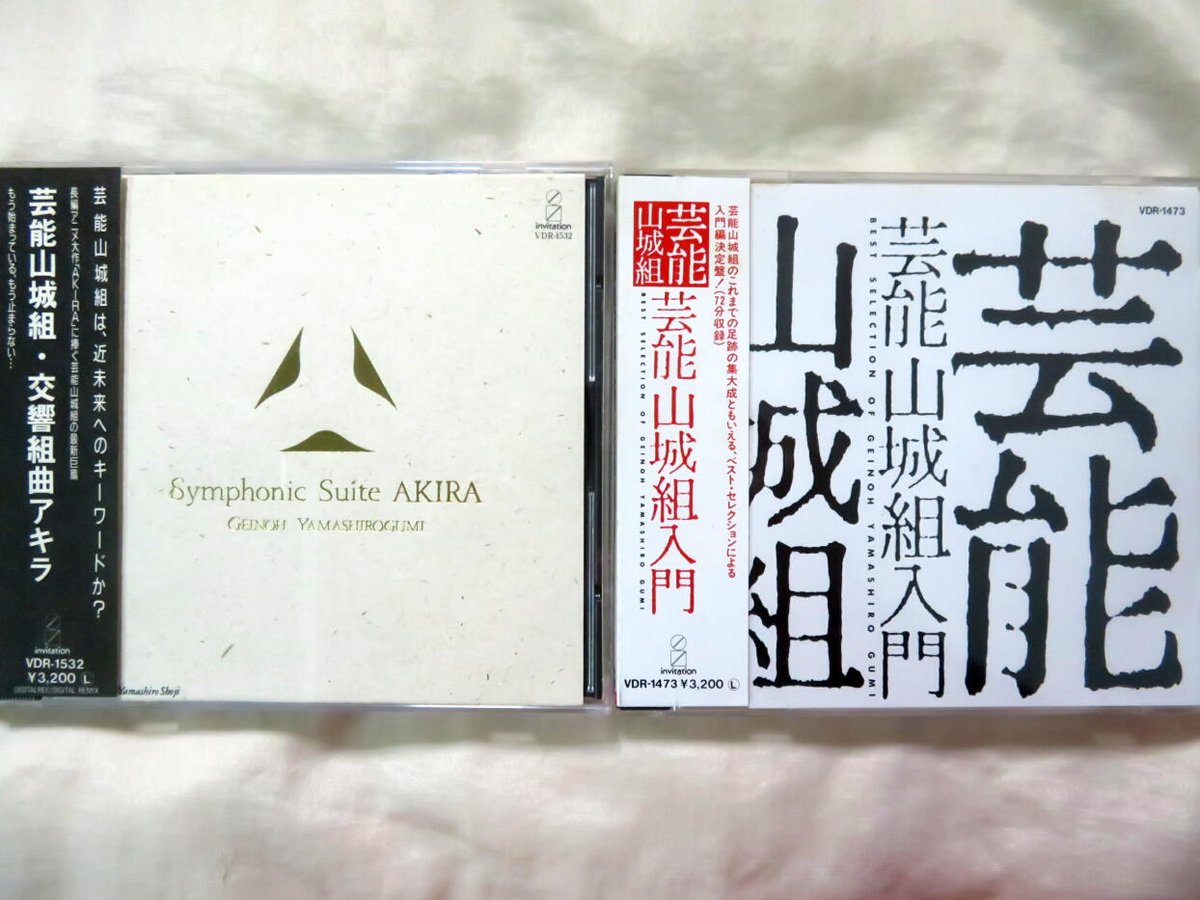 芸能山城組は、近未来へのキーワードか?
長編アニメ大作「AKIRA」に捧ぐ芸能山城組の最新巨篇
芸能山城組・交響組曲アキラ
もう始まっている、もう止まらない…
invitation
VDR-1532
¥3,200 L
DIGITAL REC/DIGITAL REMIX
invitation
VDR-1532
Symphonic Suite AKIRA
GEINOH YAMASHIROGUMI
Yamashiro Shoji
芸能
山城組
芸能山城組のこれまでの足跡の集大成ともいえる、ベスト・セレクションによる
入門編決定盤!(72分収録)
芸能山城組入門
BEST SELECTION OF GEINOH YAMASHIRO GUMI
invitation
VDR-1473 ¥3,200 L
VDR-1473
芸能
山城組
芸能山城組入門
BEST SELECTION OF GEINOH YAMASHIRO GUMI